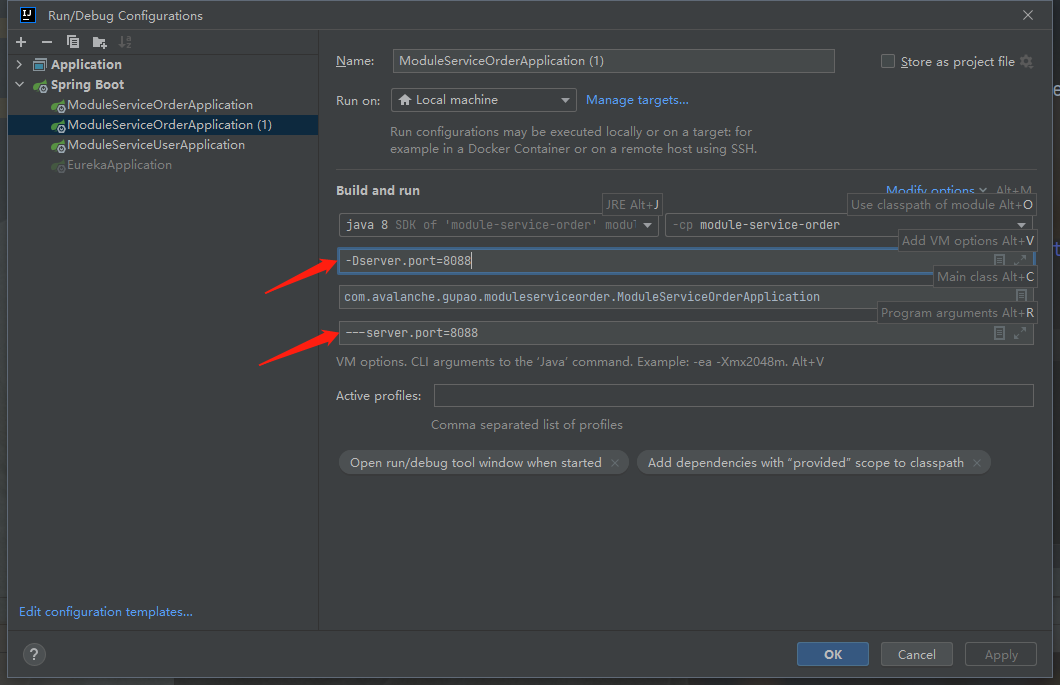 Run/Debug Configurations
Application
Spring Boot
ModuleServiceOrderApplication
ModuleServiceOrderApplication (1)
ModuleServiceUserApplication
EurekaApplication
Edit configuration templates...
Name: ModuleServiceOrderApplication (1) Store as project file
Run on: Local machine Manage targets...
Run configurations may be executed locally or on a target: for
example in a Docker Container or on a remote host using SSH.
Build and run Modify options Alt+M
JRE Alt+J Use classpath of module Alt+O
java 8 SDK of 'module-service-order' modul -cp module-service-order
Add VM options Alt+V
-Dserver.port=8088
Main class Alt+C
com.avalanche.gupao.moduleserviceorder.ModuleServiceOrderApplication
Program arguments Alt+R
---server.port=8088
VM options. CLI arguments to the ‘Java’ command. Example: -ea -Xmx2048m. Alt+V
Active profiles:
Comma separated list of profiles
Open run/debug tool window when started × Add dependencies with “provided” scope to classpath ×
? OK Cancel Apply